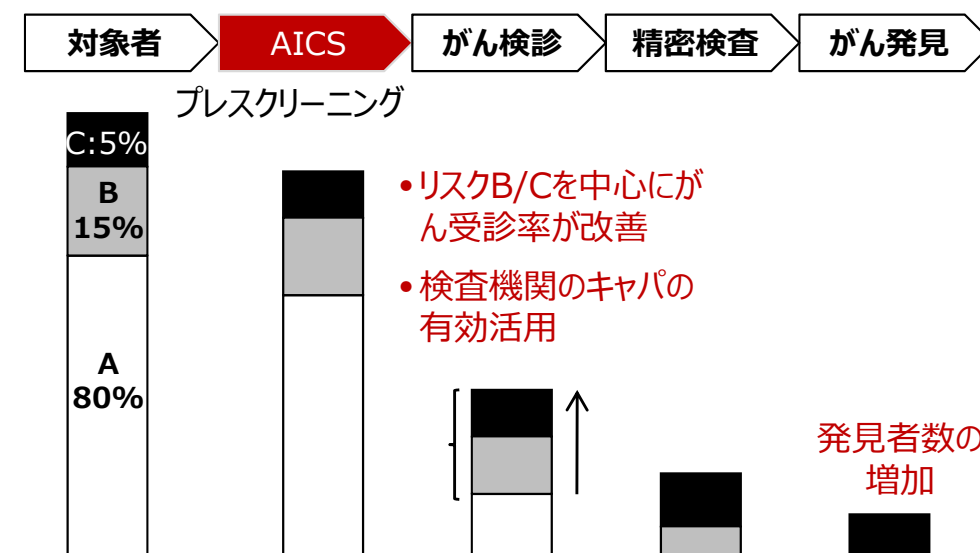 対象者
AICS
がん検診
精密検査
がん発見
プレスクリーニング
C:5%
B
15%
A
80%
•リスクB/Cを中心にが
ん受診率が改善
•検査機関のキャパの
有効活用
発見者数の
増加